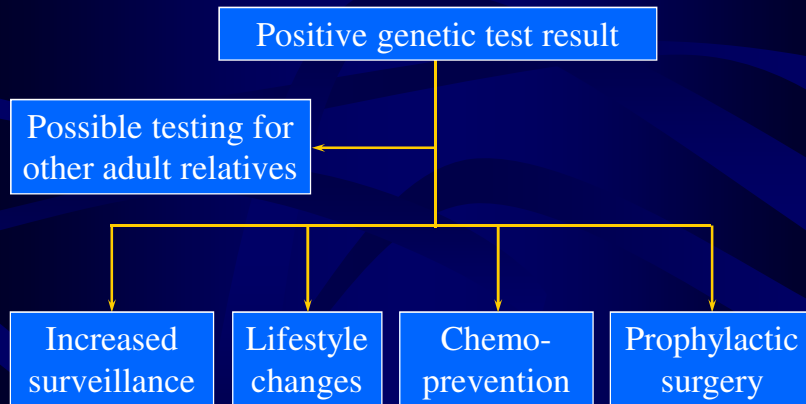 Positive genetic test result
Possible testing for
other adult relatives
Increased
surveillance
Lifestyle
changes
Chemo-
prevention
Prophylactic
surgery